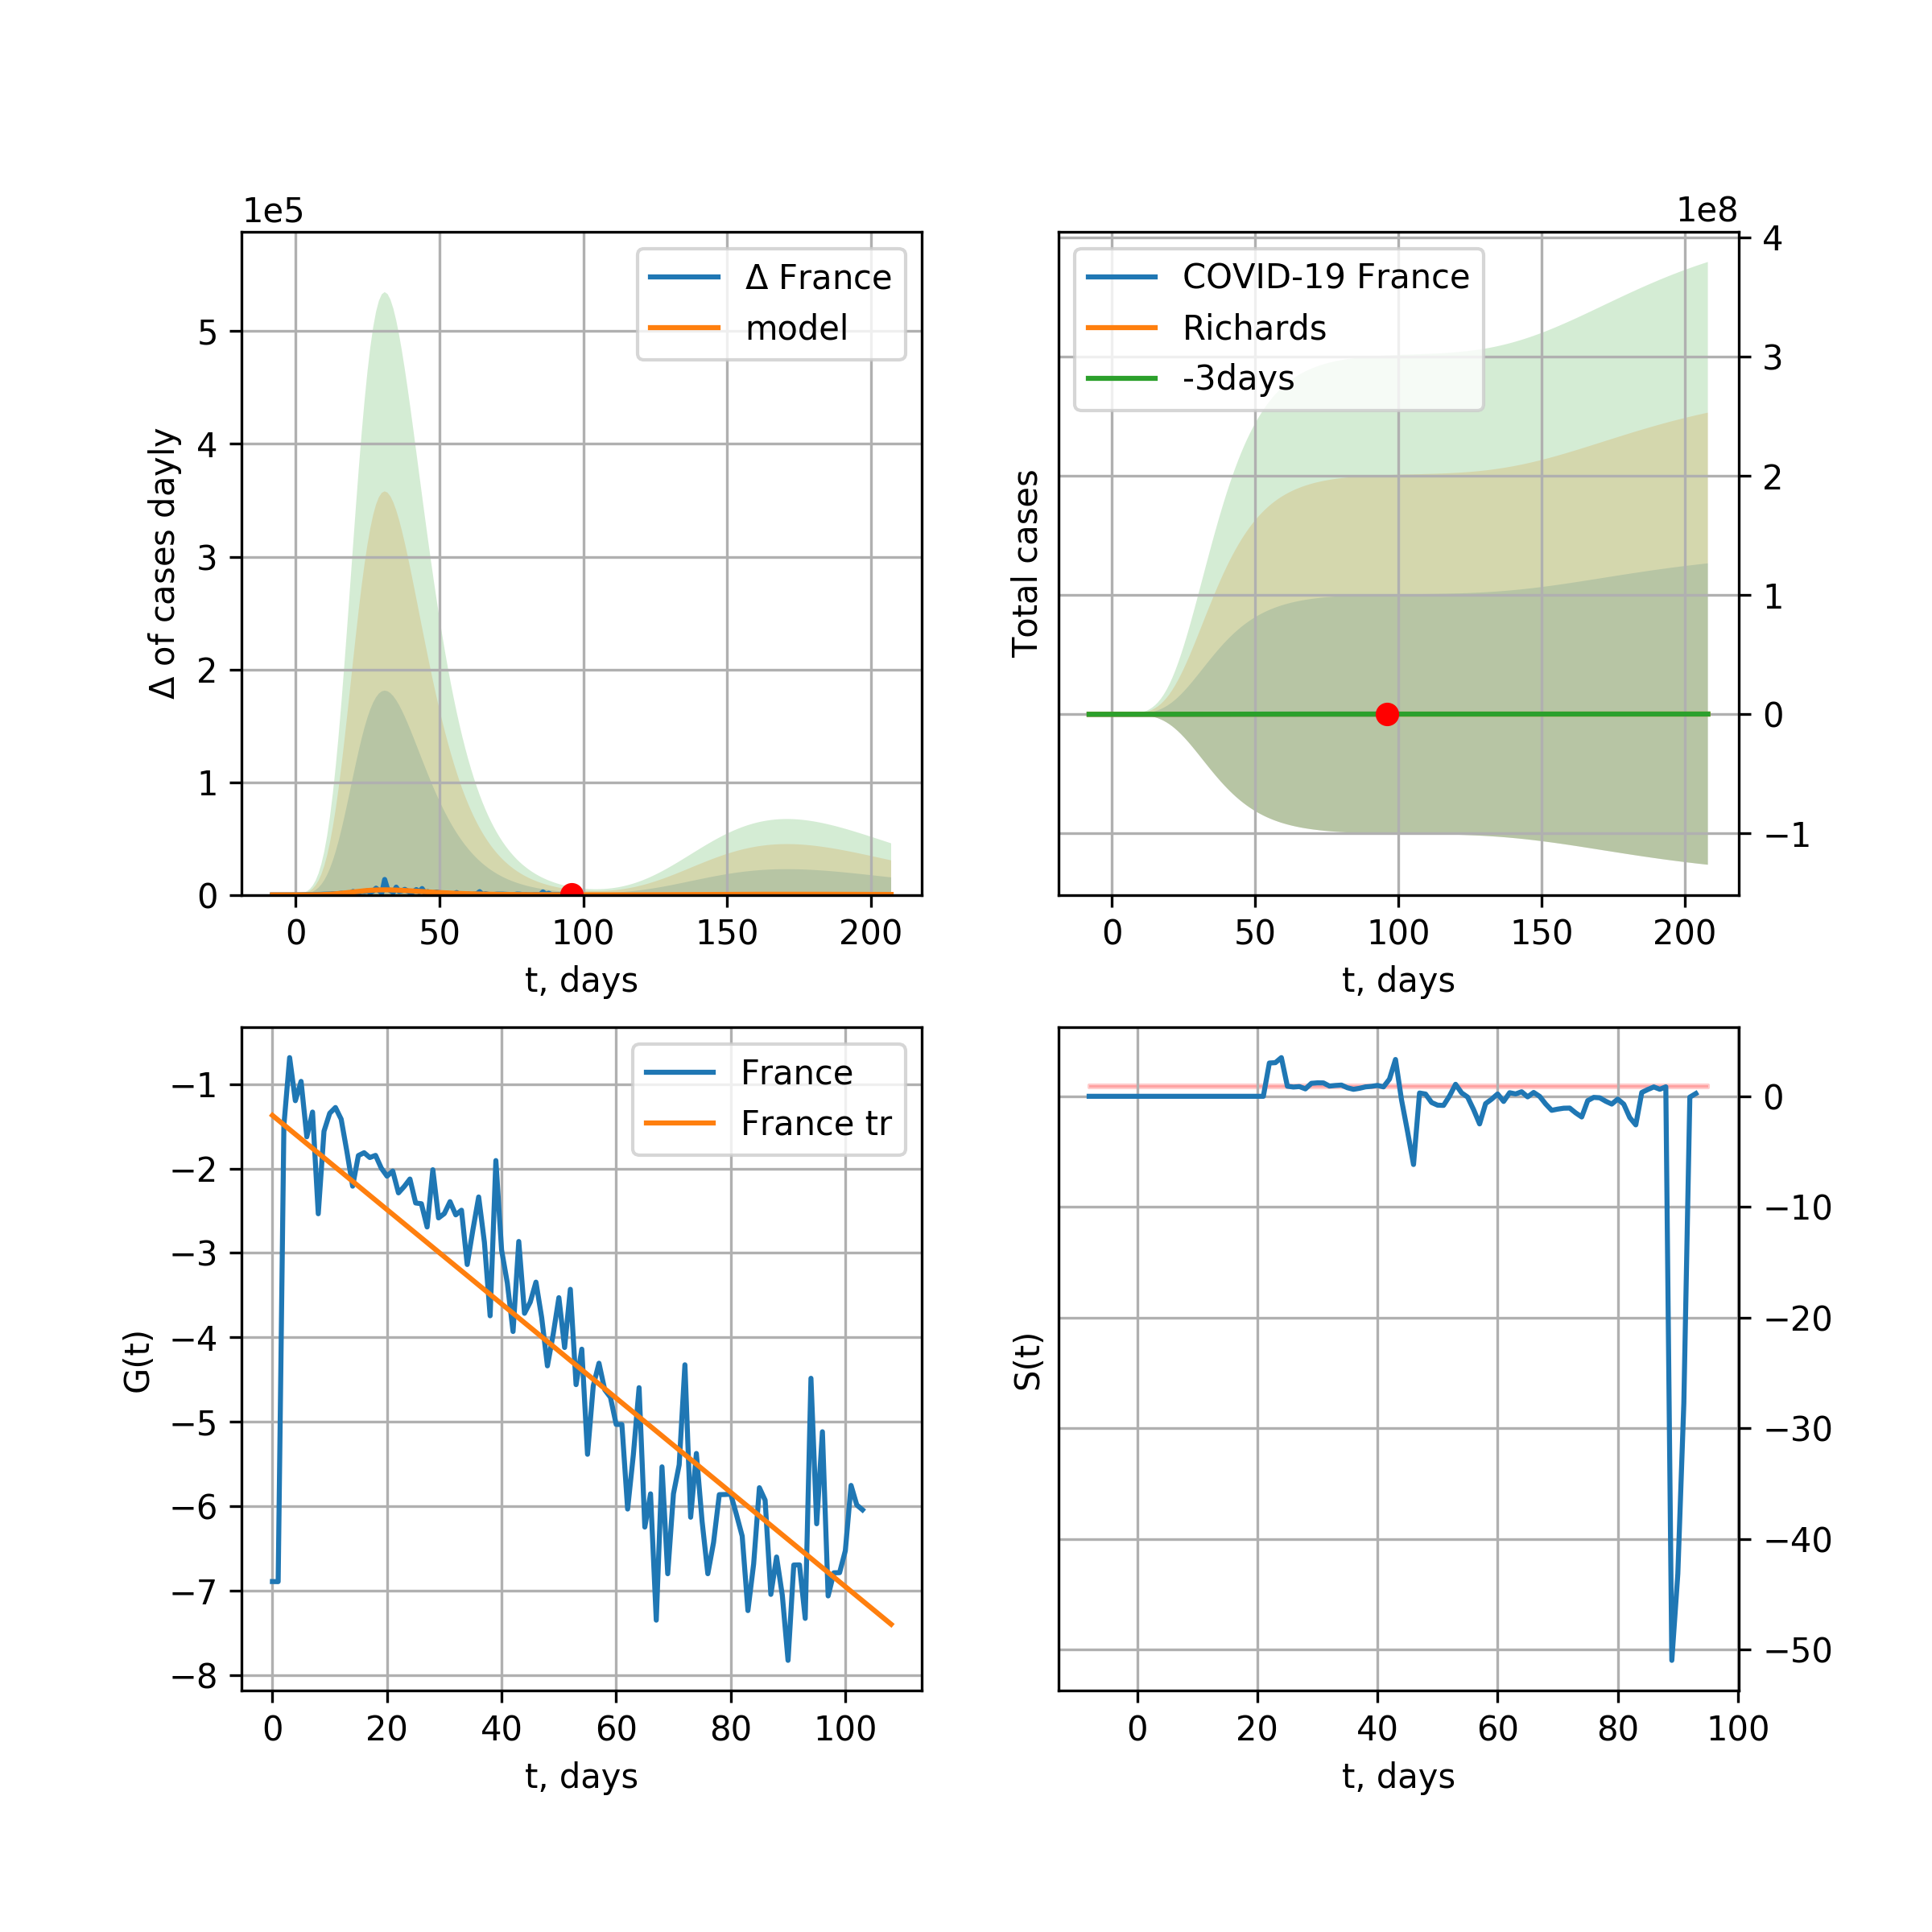 1e5
Δ France
model
5
4
3
2
1
0
Δ of cases dayly
0 50 100 150 200
t, days
1e8
COVID-19 France
Richards
-3days
4
3
2
1
0
−1
Total cases
0 50 100 150 200
t, days
France
France tr
−1
−2
−3
−4
−5
−6
−7
−8
G(t)
0 20 40 60 80 100
t, days
0
−10
−20
−30
−40
−50
S(t)
0 20 40 60 80 100
t, days